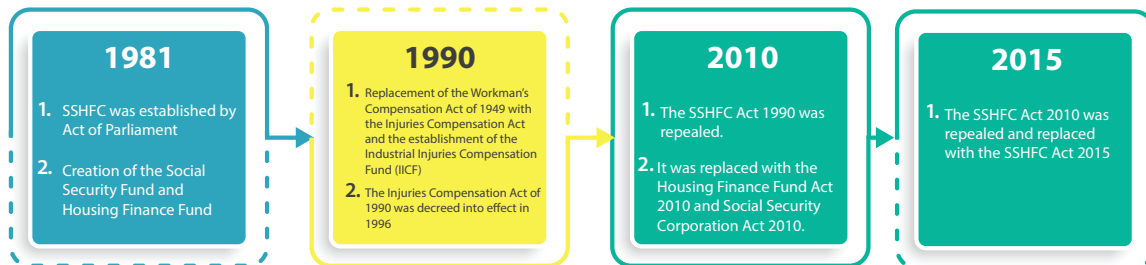 1981
1. SSHFC was established by
Act of Parliament
2. Creation of the Social
Security Fund and
Housing Finance Fund
1990
1. Replacement of the Workman's
Compensation Act of 1949 with
the Injuries Compensation Act
and the establishment of the
Industrial Injuries Compensation
Fund (IICF)
2. The Injuries Compensation Act of
1990 was decreed into effect in
1996
2010
1. The SSHFC Act 1990 was
repealed.
2. It was replaced with the
Housing Finance Fund Act
2010 and Social Security
Corporation Act 2010.
2015
1. The SSHFC Act 2010 was
repealed and replaced
with the SSHFC Act 2015